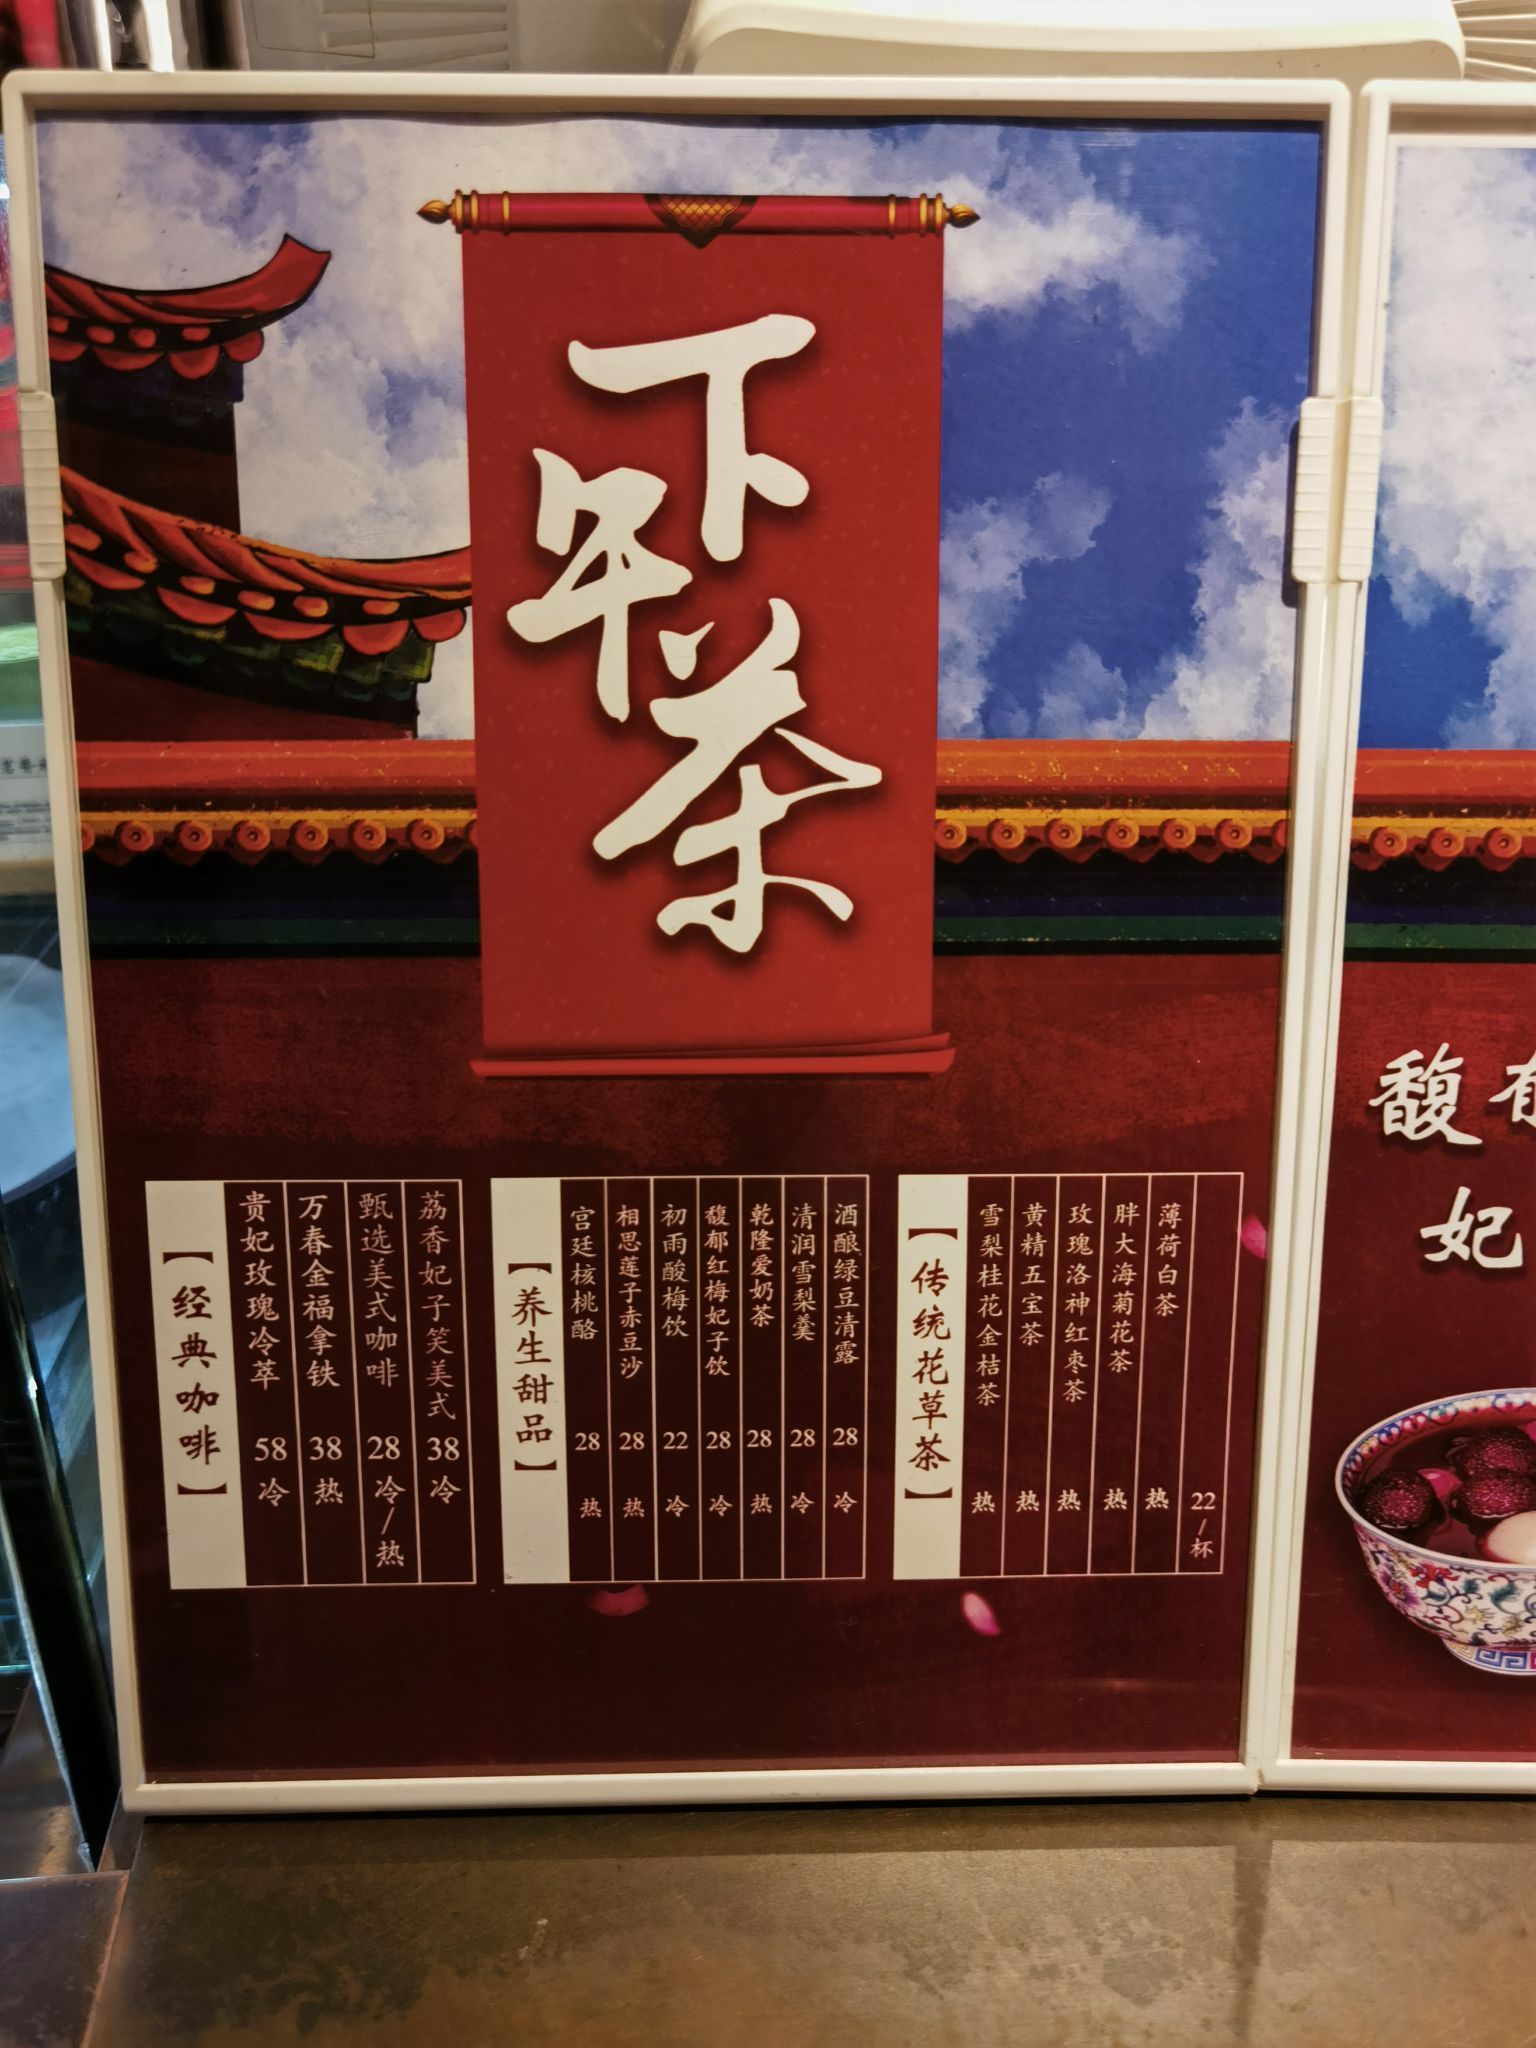 下午茶
【经典咖啡】
贵妃玫瑰冷萃 58 冷
万春金福拿铁 38 热
甄选美式咖啡 28 冷/热
荔香妃子笑美式 38 冷
【养生甜品】
宫廷核桃酪 28 热
相思莲子赤豆沙 28 热
初雨酸梅饮 22 冷
馥郁红梅妃子饮 28 冷
乾隆爱奶茶 28 热
清润雪梨羹 28 冷
酒酿绿豆清露 28 冷
【传统花草茶】
雪梨桂花金桔茶 热
黄精五宝茶 热
玫瑰洛神红枣茶 热
胖大海菊花茶 热
薄荷白茶 热
22/杯
馥郁
妃